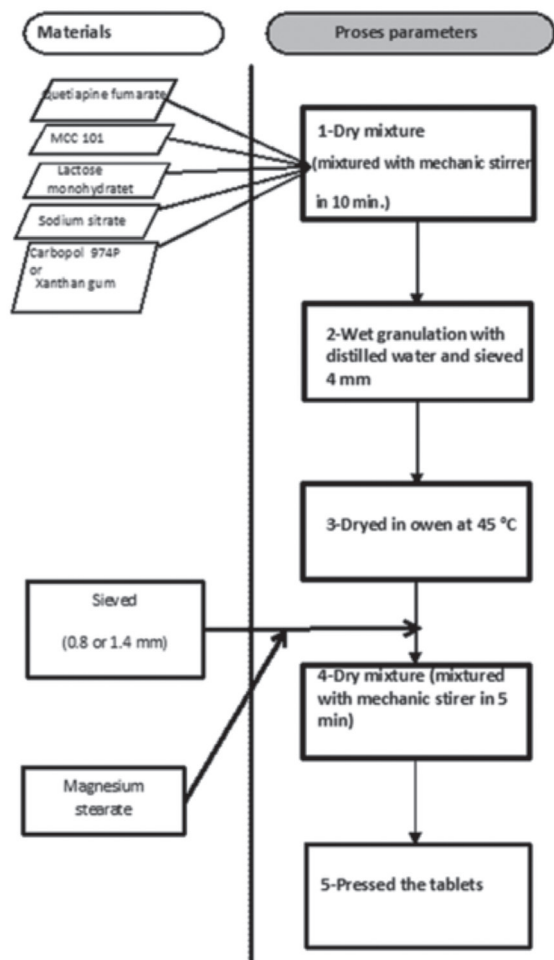 Materials
Proses parameters
Quetiapine fumarate
MCC 101
Lactose
monohydratet
Sodium sitrate
Carbopol 974P
or
Xanthan gum
1-Dry mixture
(mixtured with mechanic stirrer
in 10 min.)
2-Wet granulation with
distilled water and sieved
4 mm
3-Dryed in owen at 45 °C
Sieved
(0.8 or 1.4 mm)
4-Dry mixture (mixtured
with mechanic stirer in 5
min)
Magnesium
stearate
5-Pressed the tablets